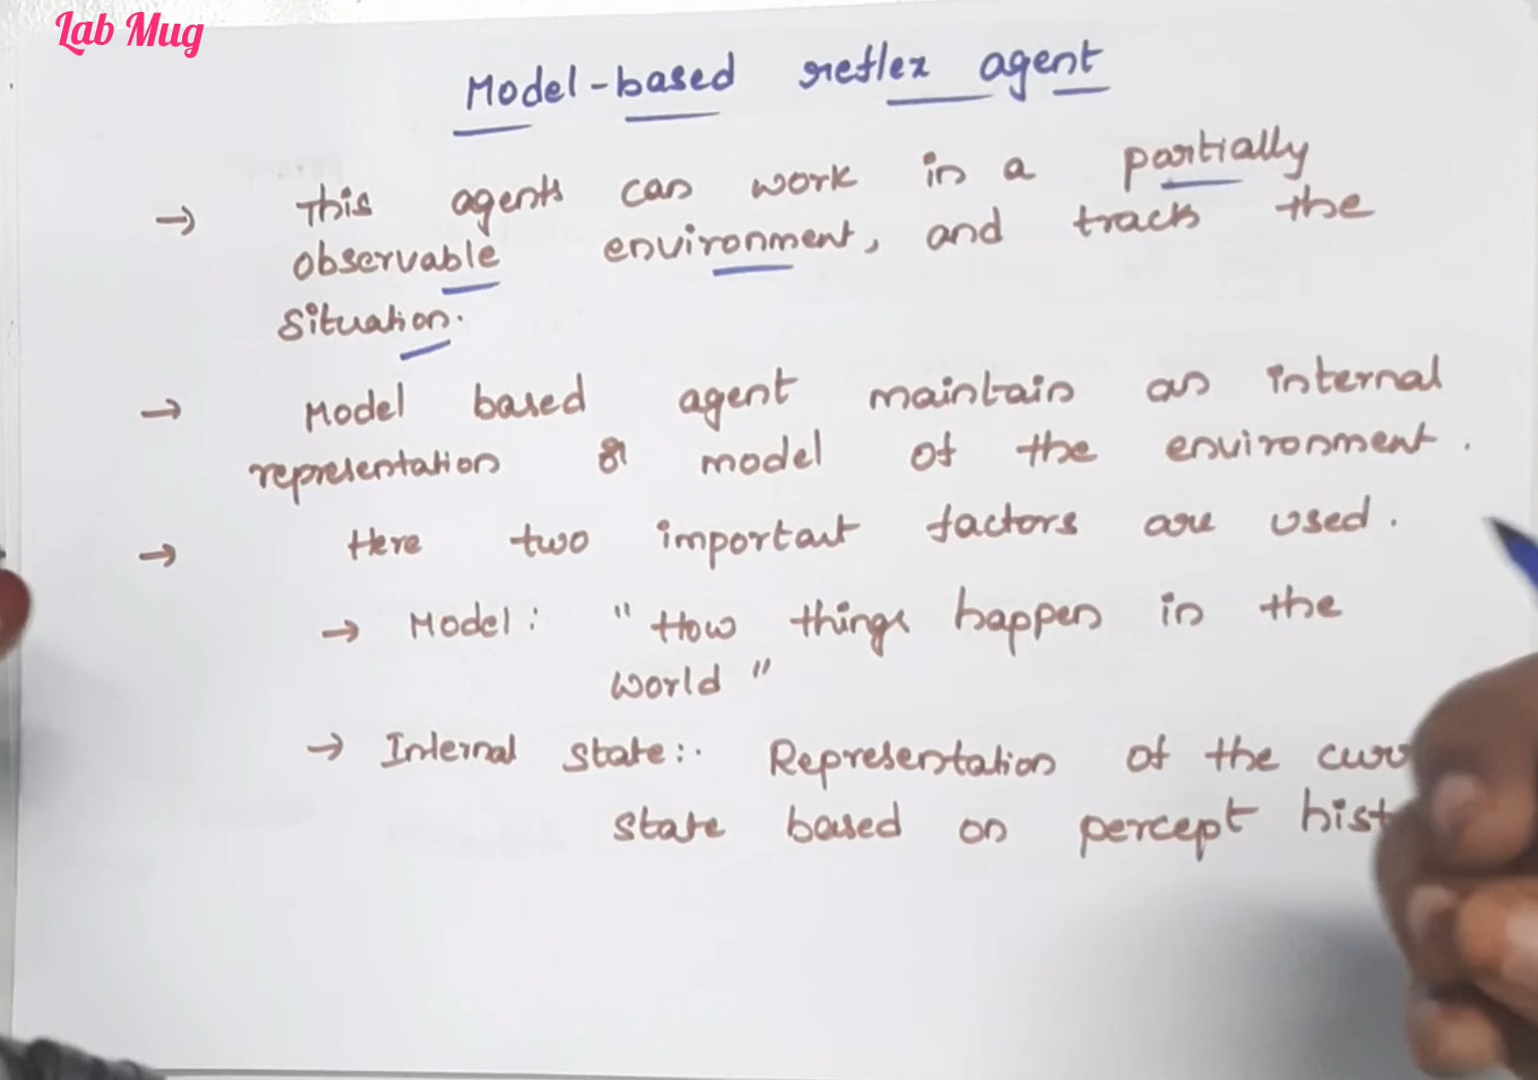 Lab Mug
Model-based reflex agent
→ This agents can work in a partially
observable environment, and track the
situation.
→ Model based agent maintain an internal
representation or model of the environment.
→ Here two important factors are used.
→ Model: "How things happen in the
world"
→ Internal state:. Representation of the
state based on percept